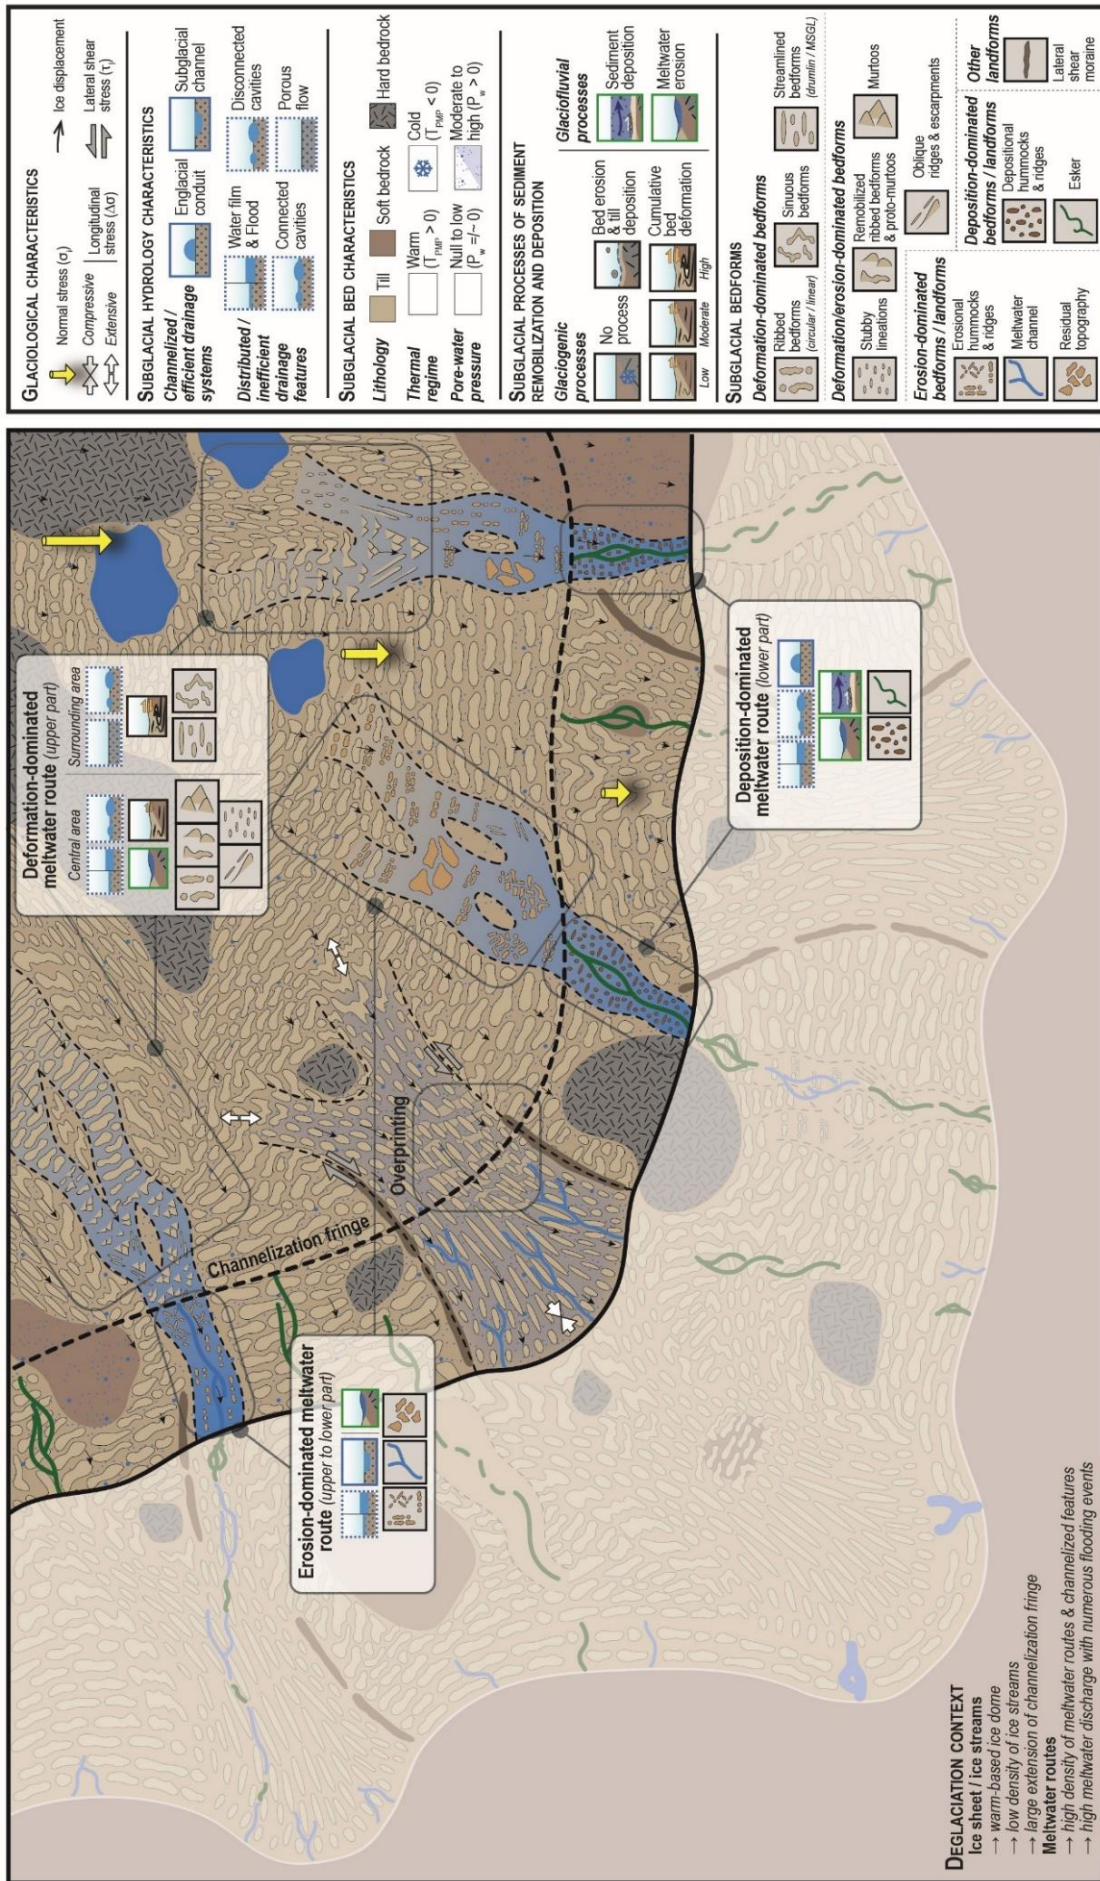 GLACIOLOGICAL CHARACTERISTICS
Normal stress (σᵢ)
Ice displacement
Compressive
Extensive
Longitudinal
stress (Δσ)
Lateral shear
stress (τᵢ)
SUBGLACIAL HYDROLOGY CHARACTERISTICS
Channelized /
efficient drainage
systems
Englacial
conduit
Subglacial
channel
Distributed /
inefficient
drainage
features
Water film
& Flood
Disconnected
cavities
Connected
cavities
Porous
flow
SUBGLACIAL BED CHARACTERISTICS
Lithology
Till
Soft bedrock
Hard bedrock
Thermal
regime
Warm
(TPMP > 0)
Cold
(TPMP < 0)
Pore-water
pressure
Null to low
(Pw =/~ 0)
Moderate to
high (Pw > 0)
SUBGLACIAL PROCESSES OF SEDIMENT
REMOBILIZATION AND DEPOSITION
Glaciogenic
processes
Glaciofluvial
processes
No
process
Bed erosion
& till
deposition
Sediment
deposition
Cumulative
bed
deformation
Low
Moderate
High
Meltwater
erosion
SUBGLACIAL BEDFORMS
Deformation-dominated bedforms
Ribbed
bedforms
(circular / linear)
Sinuous
bedforms
Streamlined
bedforms
(drumlin / MSGL)
Deformation/erosion-dominated bedforms
Stubby
lineations
Remobilized
ribbed bedforms
& proto-murtoos
Murtoos
Oblique
ridges & escarpments
Erosion-dominated
bedforms / landforms
Erosional
hummocks
& ridges
Meltwater
channel
Residual
topography
Deposition-dominated
bedforms / landforms
Depositional
hummocks
& ridges
Esker
Other
landforms
Lateral
shear
moraine
Deformation-dominated
meltwater route (upper part)
Central area
Surrounding area
Overprinting
Channelization fringe
Erosion-dominated meltwater
route (upper to lower part)
Deposition-dominated
meltwater route (lower part)
DEGLACIATION CONTEXT
Ice sheet / ice streams
→ warm-based ice dome
→ low density of ice streams
→ large extension of channelization fringe
Meltwater routes
→ high density of meltwater routes & channelized features
→ high meltwater discharge with numerous flooding events